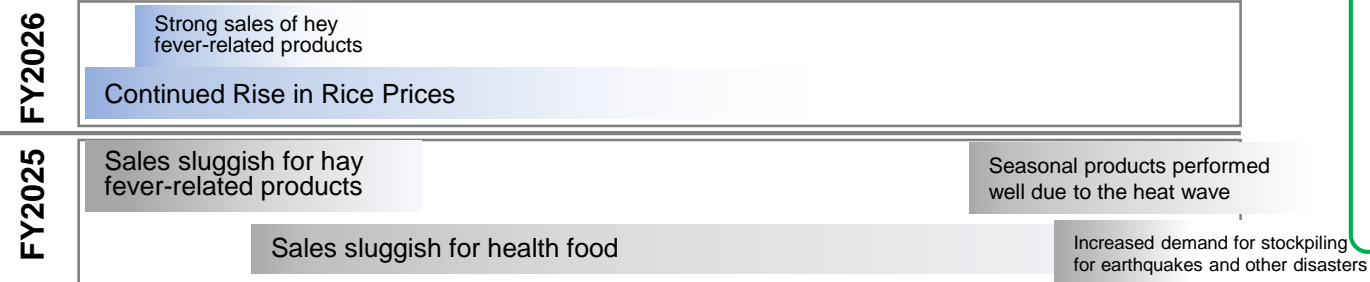 FY2026
Strong sales of hey
fever-related products
Continued Rise in Rice Prices
FY2025
Sales sluggish for hay
fever-related products
Seasonal products performed
well due to the heat wave
Sales sluggish for health food
Increased demand for stockpiling
for earthquakes and other disasters